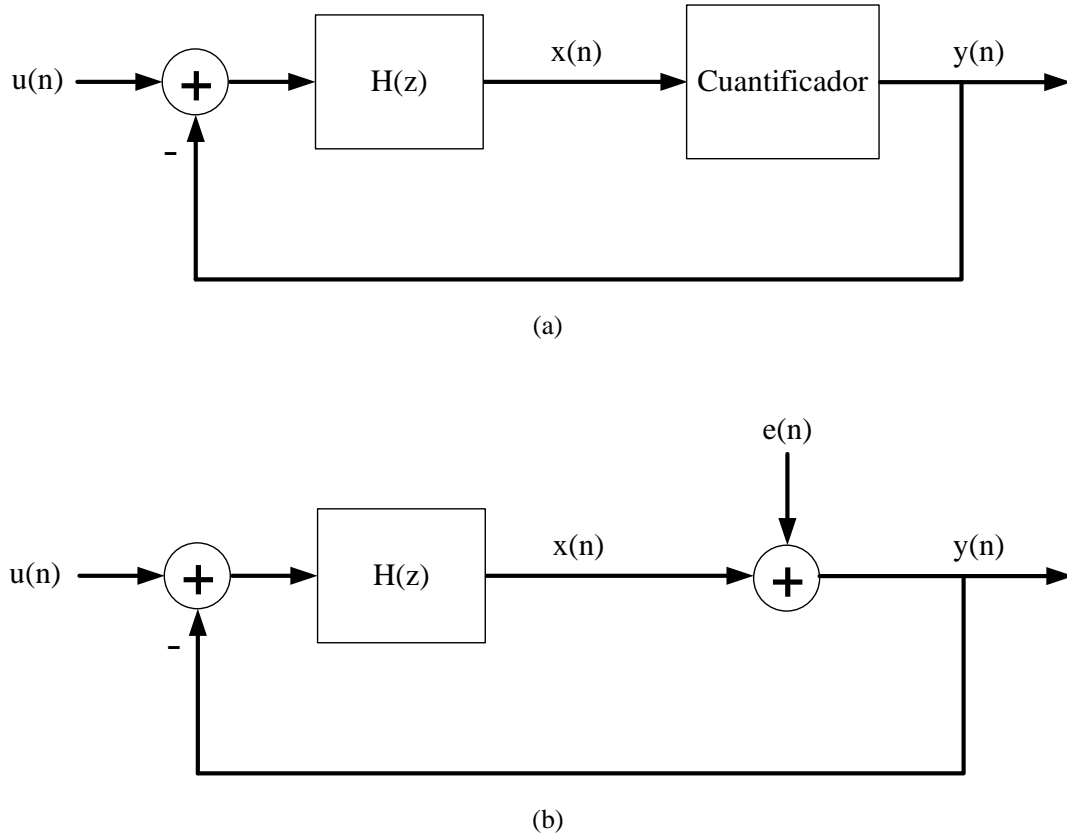 u(n)
+
-
H(z)
x(n)
Cuantificador
y(n)
(a)
e(n)
u(n)
+
-
H(z)
x(n)
+
y(n)
(b)